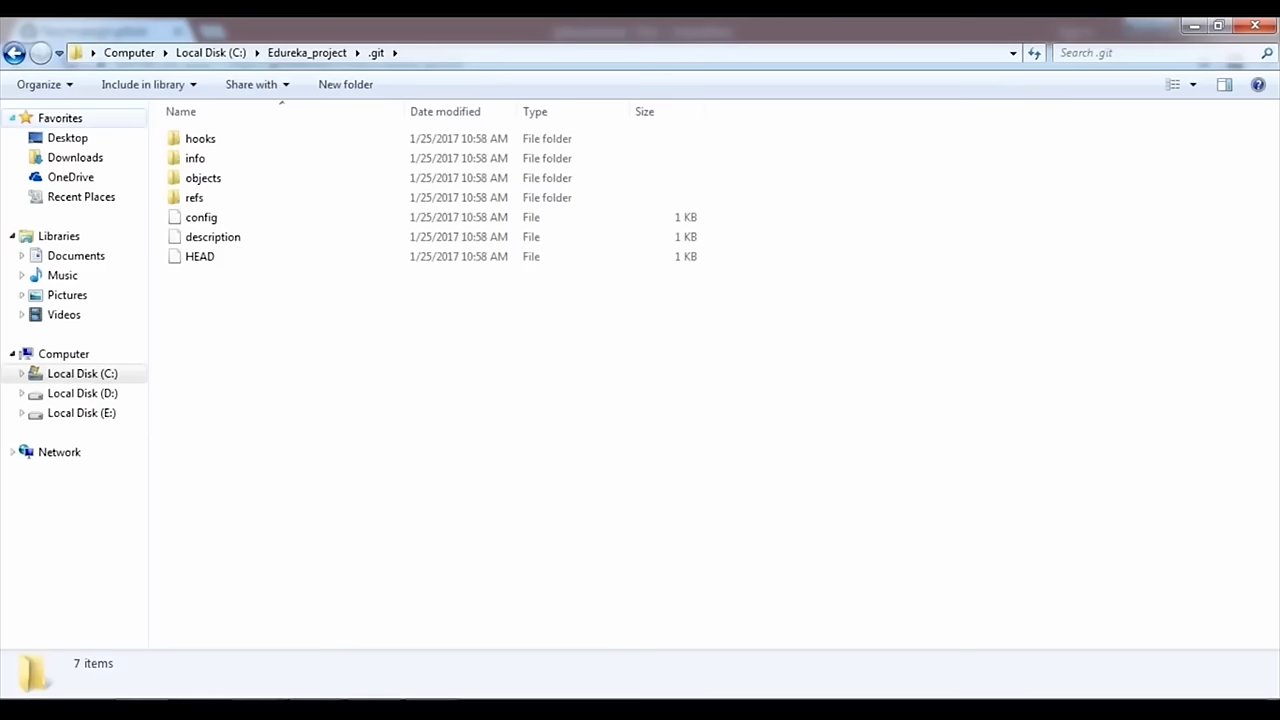 Computer Local Disk (C:) Edureka_project .git
Search .git
Organize Include in library Share with New folder
Name Date modified Type Size
Favorites
Desktop
Downloads
OneDrive
Recent Places
Libraries
Documents
Music
Pictures
Videos
Computer
Local Disk (C:)
Local Disk (D:)
Local Disk (E:)
Network
hooks 1/25/2017 10:58 AM File folder
info 1/25/2017 10:58 AM File folder
objects 1/25/2017 10:58 AM File folder
refs 1/25/2017 10:58 AM File folder
config 1/25/2017 10:58 AM File 1 KB
description 1/25/2017 10:58 AM File 1 KB
HEAD 1/25/2017 10:58 AM File 1 KB
7 items